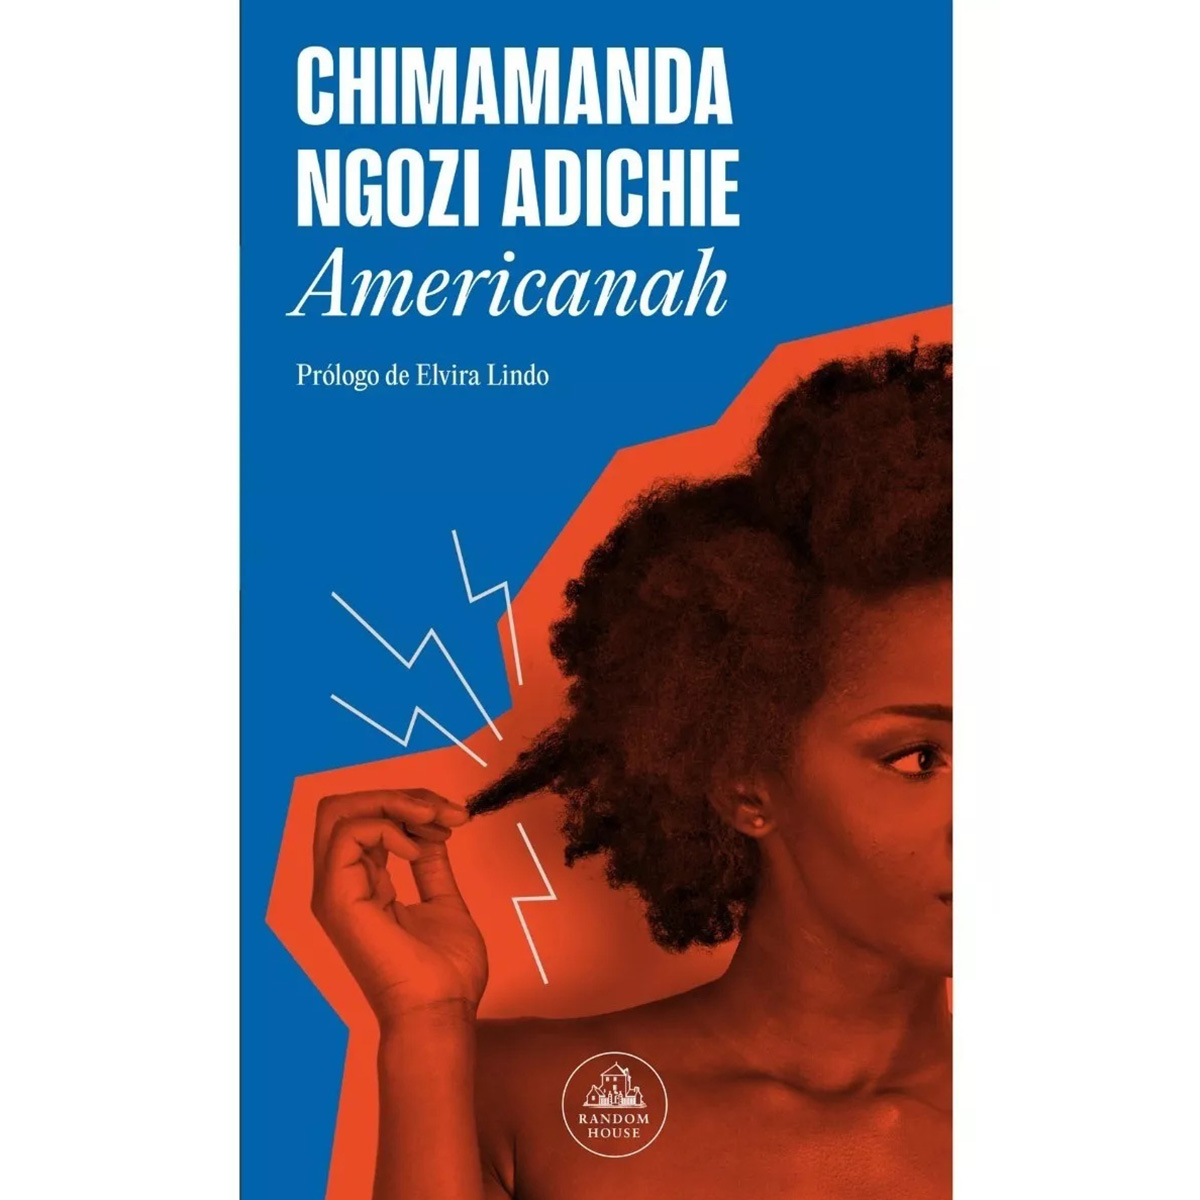 CHIMAMANDA
NGOZI ADICHIE
Americanah
Prólogo de Elvira Lindo
RANDOM
HOUSE